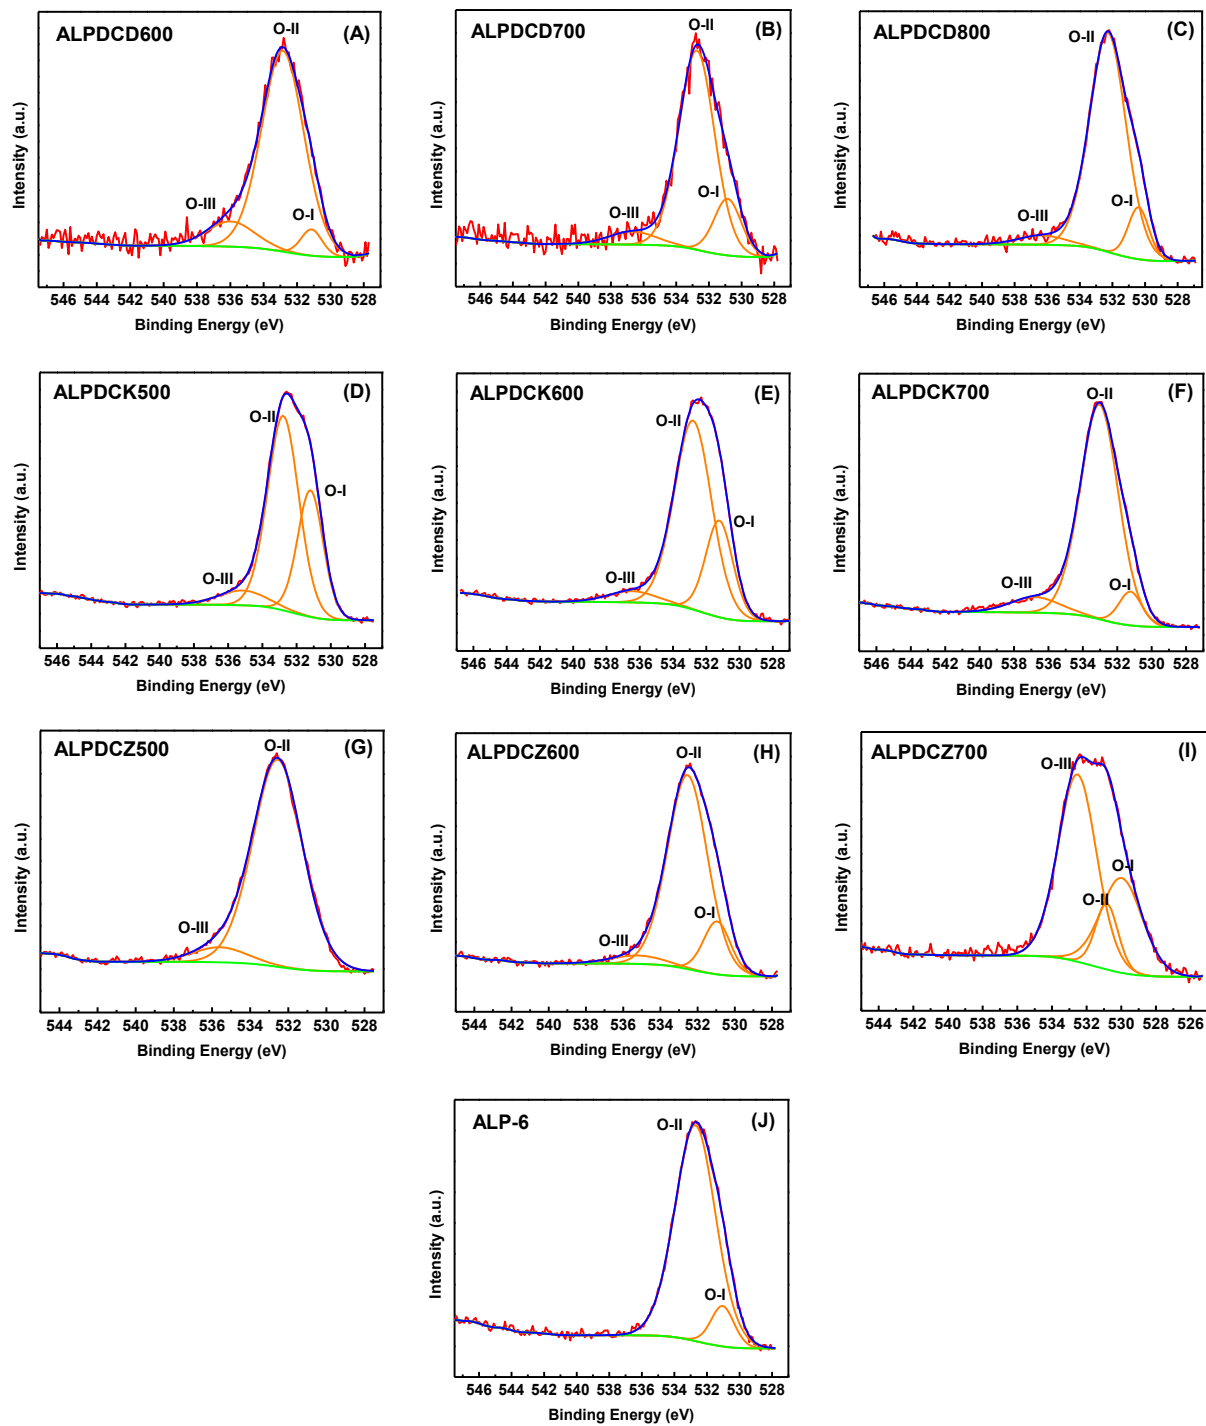 ALPDCD600 O-II (A)
O-III O-I
Intensity (a.u.)
546 544 542 540 538 536 534 532 530 528
Binding Energy (eV)
ALPDCD700 O-II (B)
O-III O-I
Intensity (a.u.)
546 544 542 540 538 536 534 532 530 528
Binding Energy (eV)
ALPDCD800 O-II (C)
O-III O-I
Intensity (a.u.)
546 544 542 540 538 536 534 532 530 528
Binding Energy (eV)
ALPDCK500 (D)
O-II
O-I
O-III
Intensity (a.u.)
546 544 542 540 538 536 534 532 530 528
Binding Energy (eV)
ALPDCK600 (E)
O-II
O-I
O-III
Intensity (a.u.)
546 544 542 540 538 536 534 532 530 528
Binding Energy (eV)
ALPDCK700 O-II (F)
O-III O-I
Intensity (a.u.)
546 544 542 540 538 536 534 532 530 528
Binding Energy (eV)
ALPDCZ500 O-II (G)
O-III
Intensity (a.u.)
544 542 540 538 536 534 532 530 528
Binding Energy (eV)
ALPDCZ600 O-II (H)
O-I
O-III
Intensity (a.u.)
544 542 540 538 536 534 532 530 528
Binding Energy (eV)
ALPDCZ700 (I)
O-III
O-I
O-II
Intensity (a.u.)
544 542 540 538 536 534 532 530 528 526
Binding Energy (eV)
ALP-6 O-II (J)
O-I
Intensity (a.u.)
546 544 542 540 538 536 534 532 530 528
Binding Energy (eV)